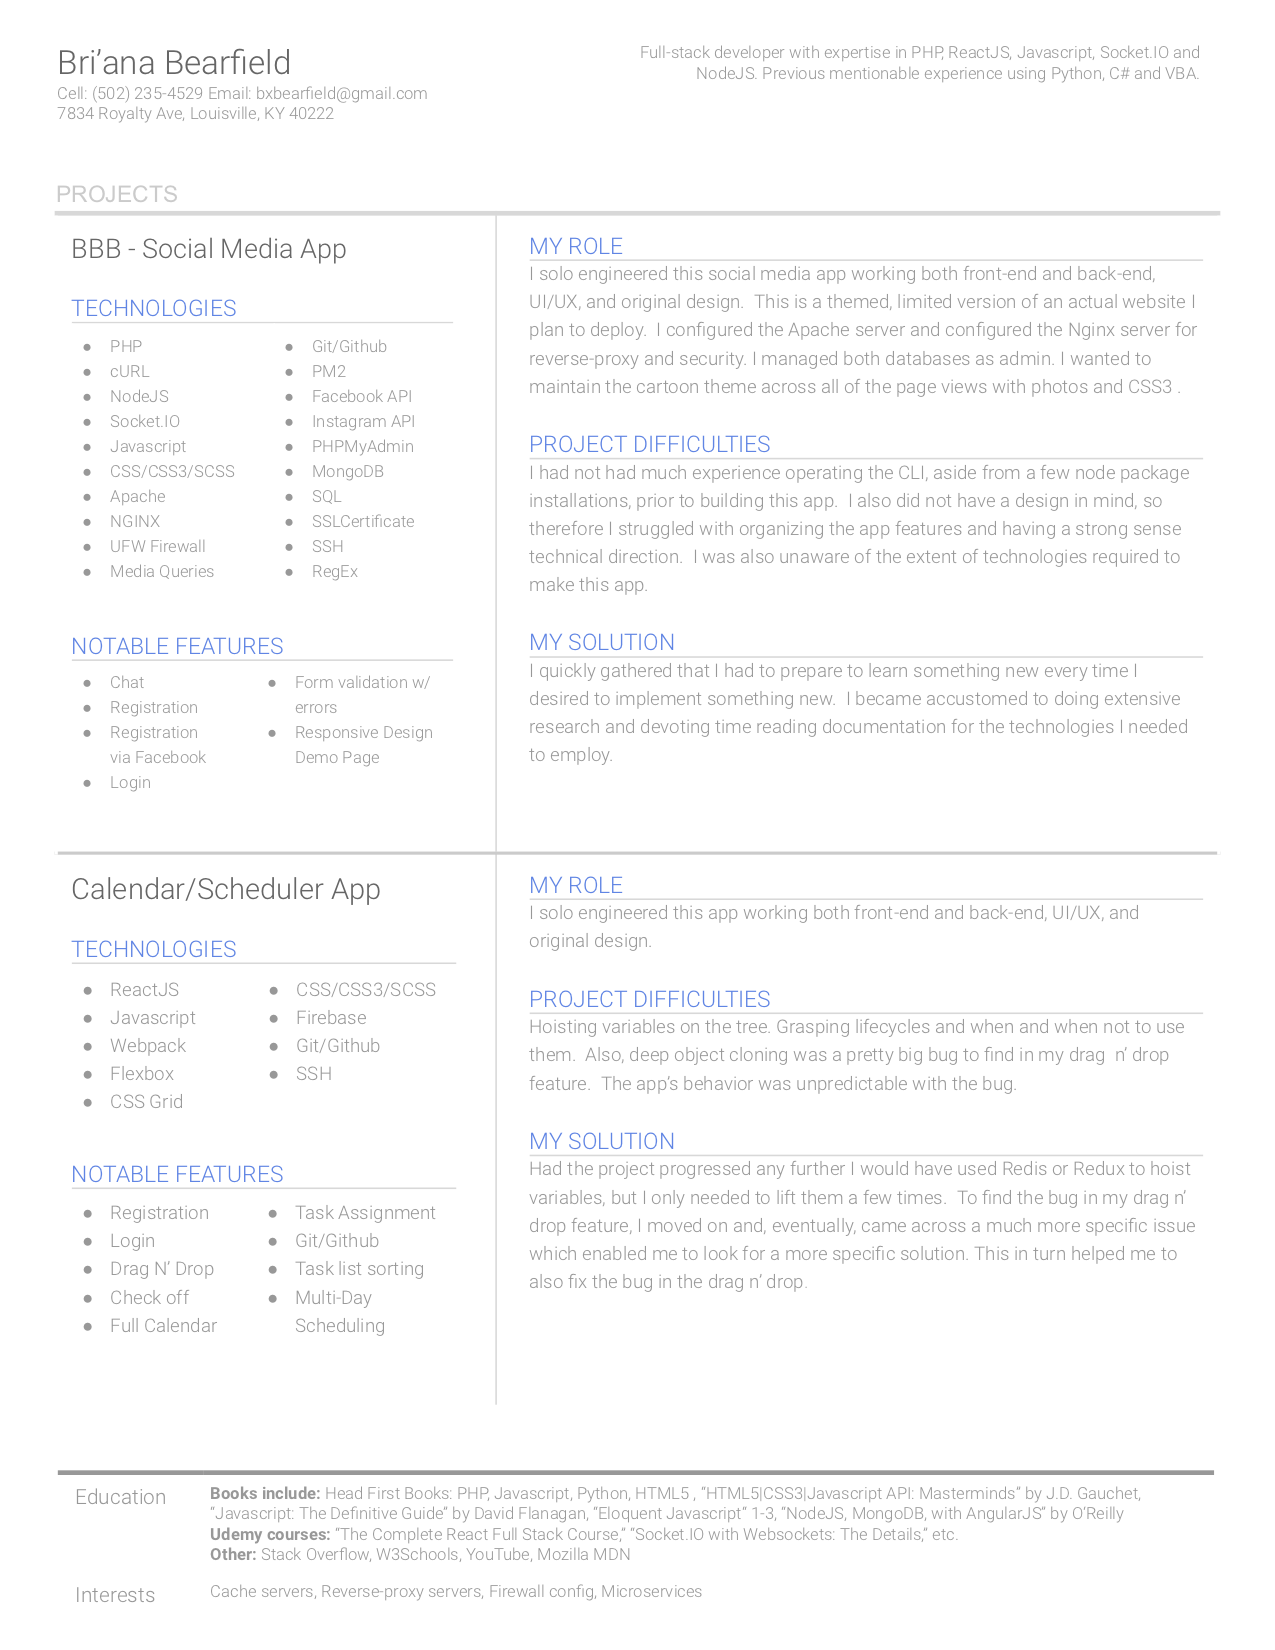 Bri’ana Bearfield
Cell: (502) 235-4529 Email: bxbearfield@gmail.com
7834 Royalty Ave, Louisville, KY 40222
Full-stack developer with expertise in PHP, ReactJS, Javascript, Socket.IO and
NodeJS. Previous mentionable experience using Python, C# and VBA.
PROJECTS
BBB - Social Media App
TECHNOLOGIES
● PHP
● cURL
● NodeJS
● Socket.IO
● Javascript
● CSS/CSS3/SCSS
● Apache
● NGINX
● UFW Firewall
● Media Queries
● Git/Github
● PM2
● Facebook API
● Instagram API
● PHPMyAdmin
● MongoDB
● SQL
● SSLCertificate
● SSH
● RegEx
NOTABLE FEATURES
● Chat
● Registration
● Registration
via Facebook
● Login
● Form validation w/
errors
● Responsive Design
Demo Page
MY ROLE
I solo engineered this social media app working both front-end and back-end,
UI/UX, and original design.  This is a themed, limited version of an actual website I
plan to deploy.  I configured the Apache server and configured the Nginx server for
reverse-proxy and security. I managed both databases as admin. I wanted to
maintain the cartoon theme across all of the page views with photos and CSS3 .
PROJECT DIFFICULTIES
I had not had much experience operating the CLI, aside from a few node package
installations, prior to building this app.  I also did not have a design in mind, so
therefore I struggled with organizing the app features and having a strong sense
technical direction.  I was also unaware of the extent of technologies required to
make this app.
MY SOLUTION
I quickly gathered that I had to prepare to learn something new every time I
desired to implement something new.  I became accustomed to doing extensive
research and devoting time reading documentation for the technologies I needed
to employ.
Calendar/Scheduler App
TECHNOLOGIES
● ReactJS
● Javascript
● Webpack
● Flexbox
● CSS Grid
● CSS/CSS3/SCSS
● Firebase
● Git/Github
● SSH
NOTABLE FEATURES
● Registration
● Login
● Drag N’ Drop
● Check off
● Full Calendar
● Task Assignment
● Git/Github
● Task list sorting
● Multi-Day
Scheduling
MY ROLE
I solo engineered this app working both front-end and back-end, UI/UX, and
original design.
PROJECT DIFFICULTIES
Hoisting variables on the tree. Grasping lifecycles and when and when not to use
them.  Also, deep object cloning was a pretty big bug to find in my drag  n’ drop
feature.  The app’s behavior was unpredictable with the bug.
MY SOLUTION
Had the project progressed any further I would have used Redis or Redux to hoist
variables, but I only needed to lift them a few times.  To find the bug in my drag n’
drop feature, I moved on and, eventually, came across a much more specific issue
which enabled me to look for a more specific solution. This in turn helped me to
also fix the bug in the drag n’ drop.
Education
Books include: Head First Books: PHP, Javascript, Python, HTML5 , “HTML5|CSS3|Javascript API: Masterminds” by J.D. Gauchet,
“Javascript: The Definitive Guide” by David Flanagan, “Eloquent Javascript” 1-3, “NodeJS, MongoDB, with AngularJS” by O’Reilly
Udemy courses: “The Complete React Full Stack Course,” “Socket.IO with Websockets: The Details,” etc.
Other: Stack Overflow, W3Schools, YouTube, Mozilla MDN
Interests
Cache servers, Reverse-proxy servers, Firewall config, Microservices